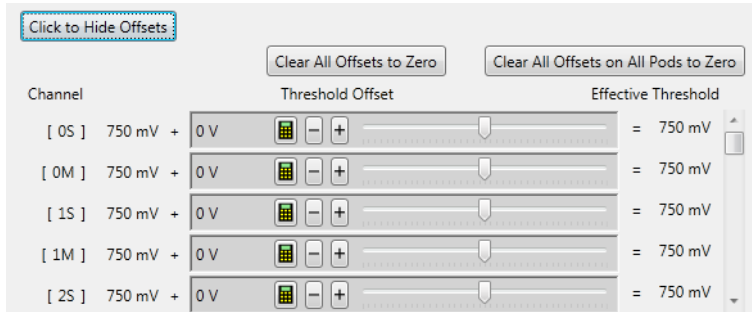 Click to Hide Offsets
Clear All Offsets to Zero Clear All Offsets on All Pods to Zero
Channel Threshold Offset Effective Threshold
[ 0S ] 750 mV + 0 V - + = 750 mV
[ 0M ] 750 mV + 0 V - + = 750 mV
[ 1S ] 750 mV + 0 V - + = 750 mV
[ 1M ] 750 mV + 0 V - + = 750 mV
[ 2S ] 750 mV + 0 V - + = 750 mV